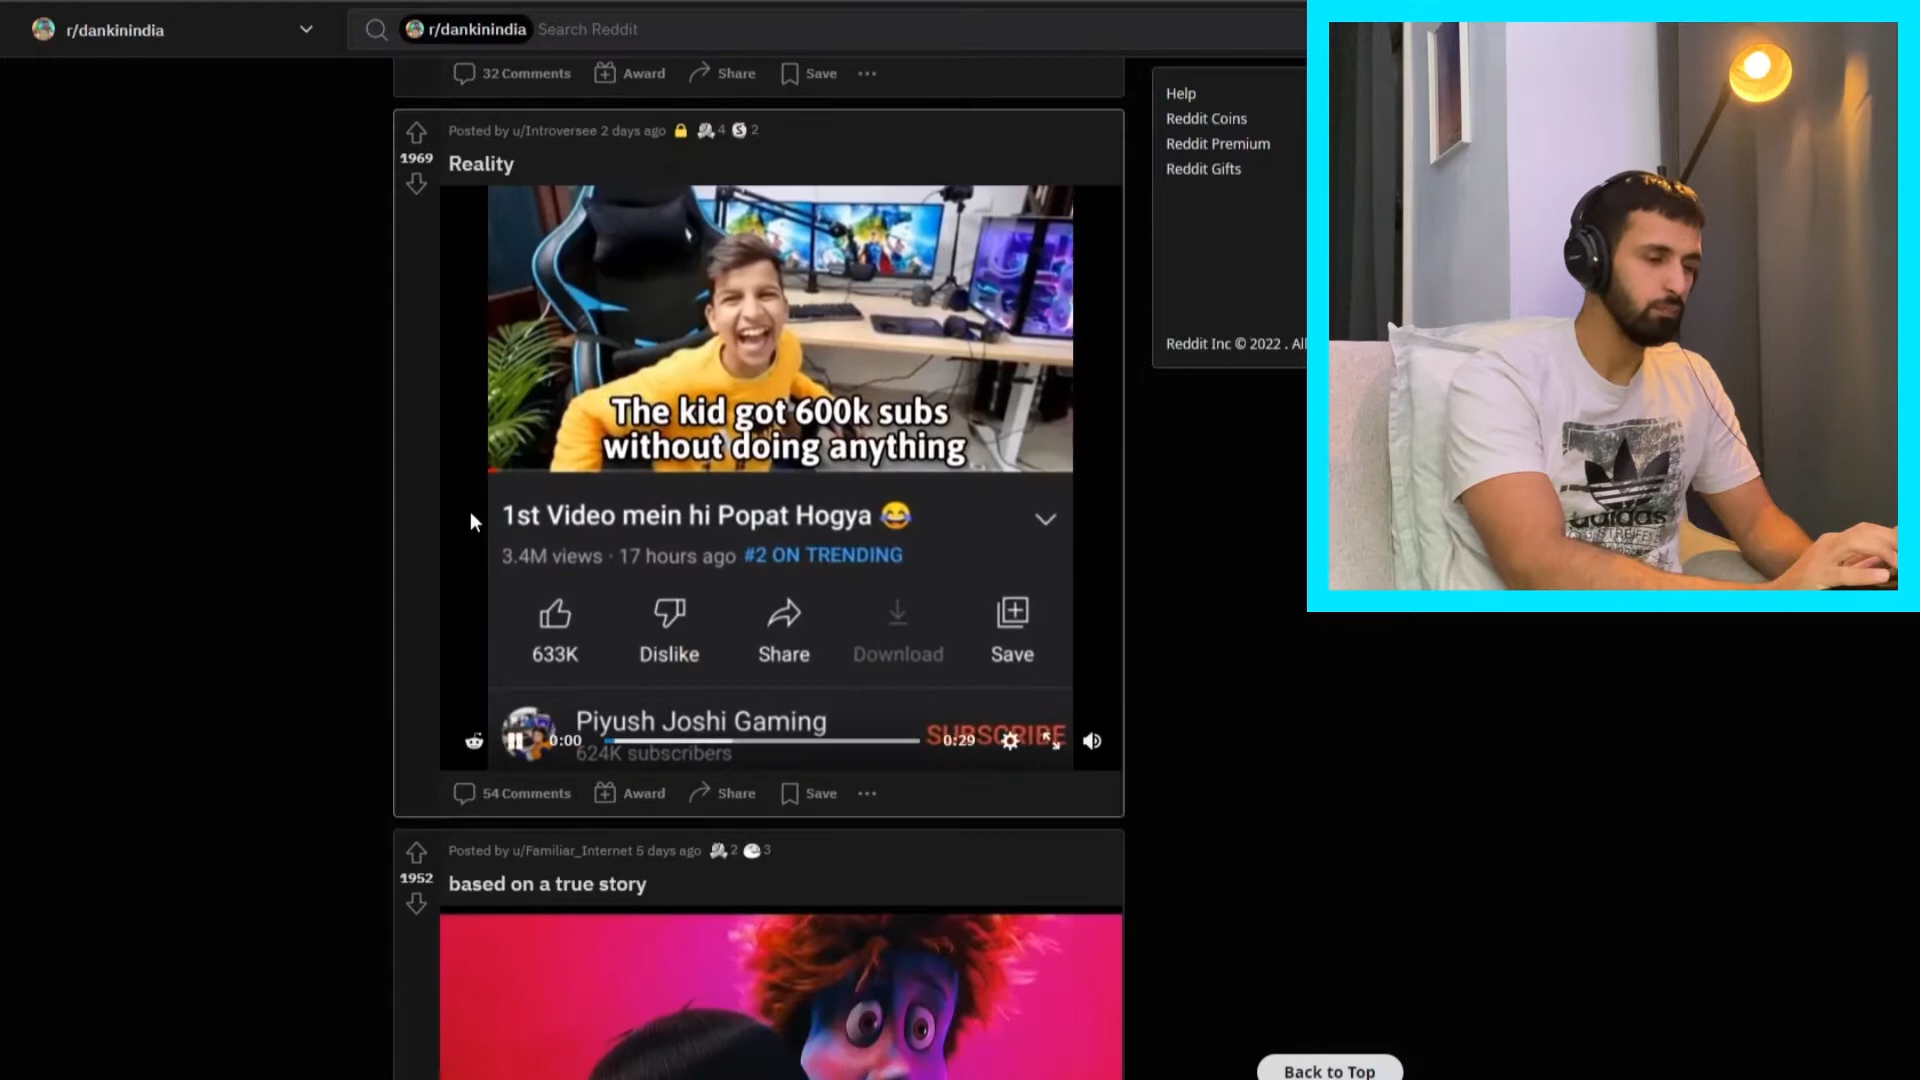 r/dankinindia
r/dankinindia Search Reddit
32 Comments Award Share Save
Help
Reddit Coins
Reddit Premium
Reddit Gifts
Reddit Inc © 2022 . All
Posted by u/Introversee 2 days ago 4 2
1969
Reality
The kid got 600k subs
without doing anything
1st Video mein hi Popat Hogya 😂
3.4M views · 17 hours ago #2 ON TRENDING
633K Dislike Share Download Save
Piyush Joshi Gaming
SUBSCRIBE
0:00 0:29
624K subscribers
54 Comments Award Share Save
Posted by u/Familiar_Internet 5 days ago 2 3
1952
based on a true story
Back to Top
adidas